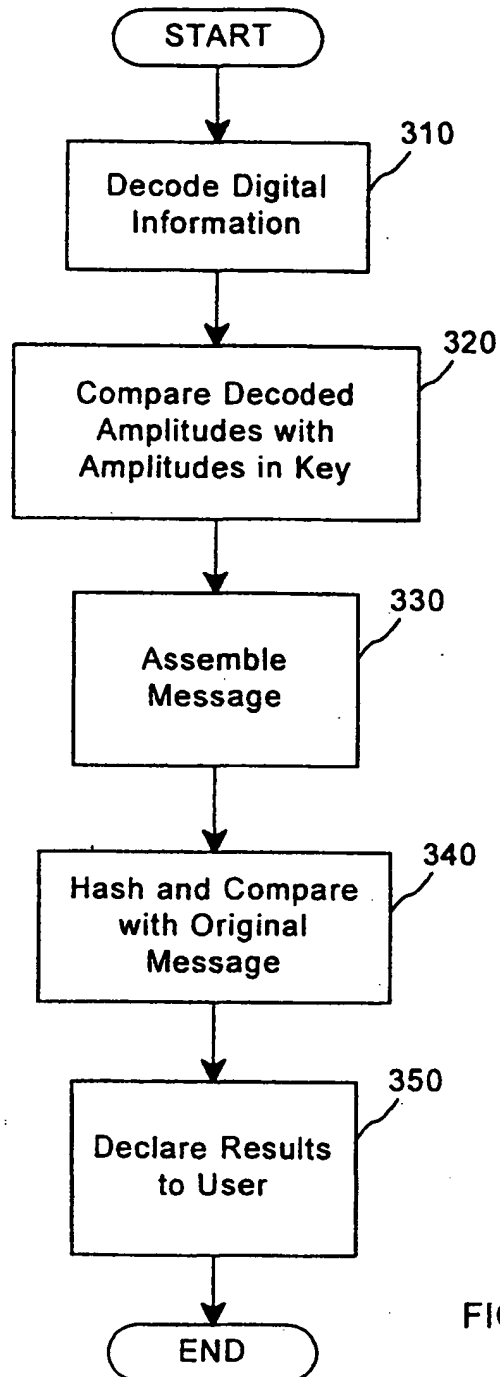 START
310
Decode Digital
Information
320
Compare Decoded
Amplitudes with
Amplitudes in Key
330
Assemble
Message
340
Hash and Compare
with Original
Message
350
Declare Results
to User
END